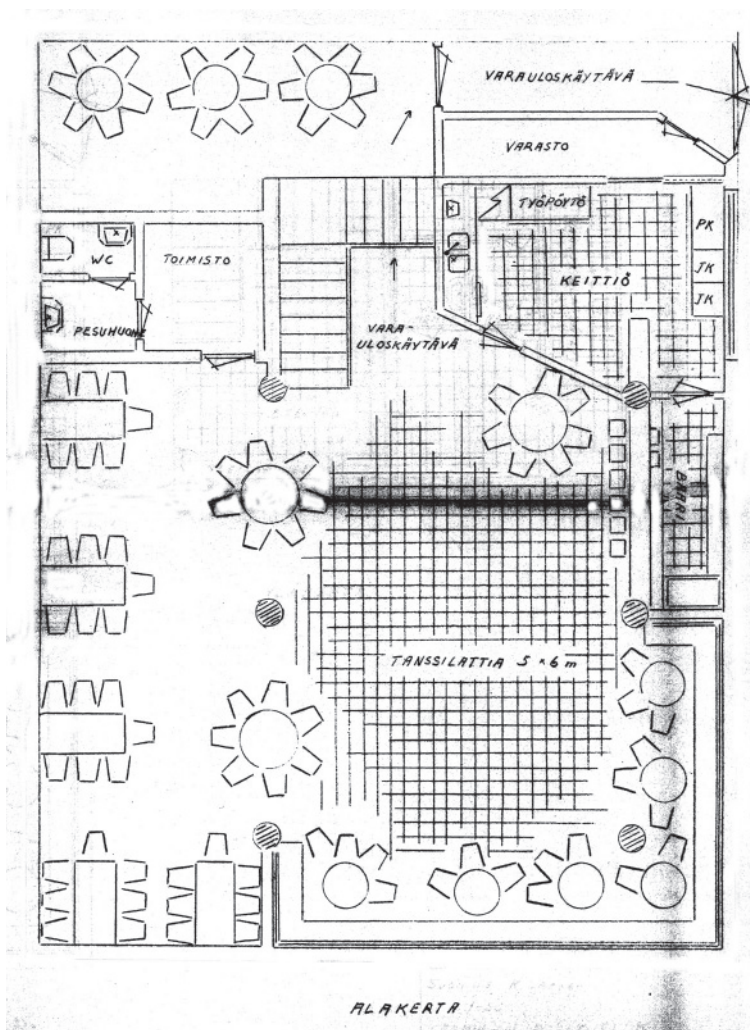 VARAULOSKÄYTÄVÄ
VARASTO
TYÖPÖYTÖ
PK
WC
TOIMISTO
KEITTIÖ
JK
JK
PESUHUONE
VARA-
ULOSKÄYTÄVÄ
BAARI
TANSSILATTIA 5 x 6 m
ALAKERTA